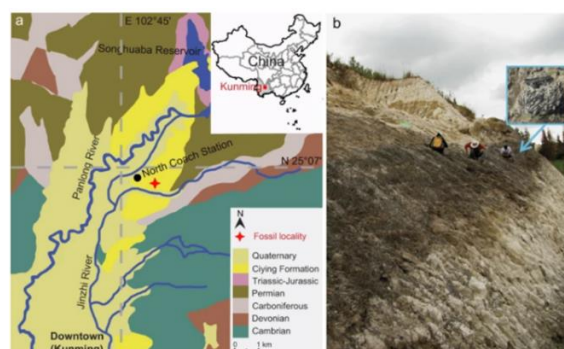 a
E 102°45'
Songhuaba Reservoir
China
Kunming
Panlong River
North Coach Station
N 25°07'
N
Fossil locality
Jinzhi River
Quaternary
Ciying Formation
Triassic-Jurassic
Permian
Carboniferous
Devonian
Cambrian
Downtown
(Kunming)
0 1 km
b